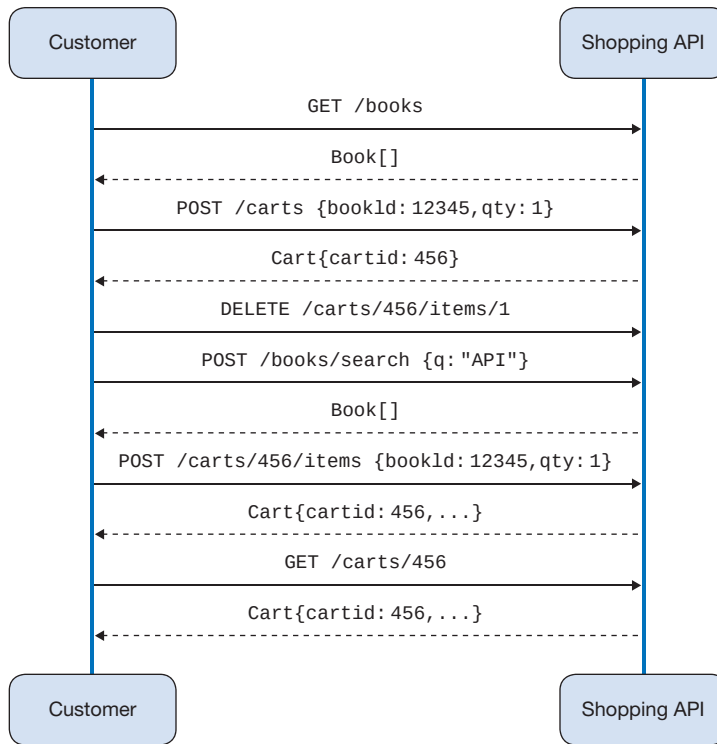 Customer
Shopping API
GET /books
Book[]
POST /carts {bookld: 12345,qty: 1}
Cart{cartid: 456}
DELETE /carts/456/items/1
POST /books/search {q: "API"}
Book[]
POST /carts/456/items {bookld: 12345,qty: 1}
Cart{cartid: 456,...}
GET /carts/456
Cart{cartid: 456,...}
Customer
Shopping API